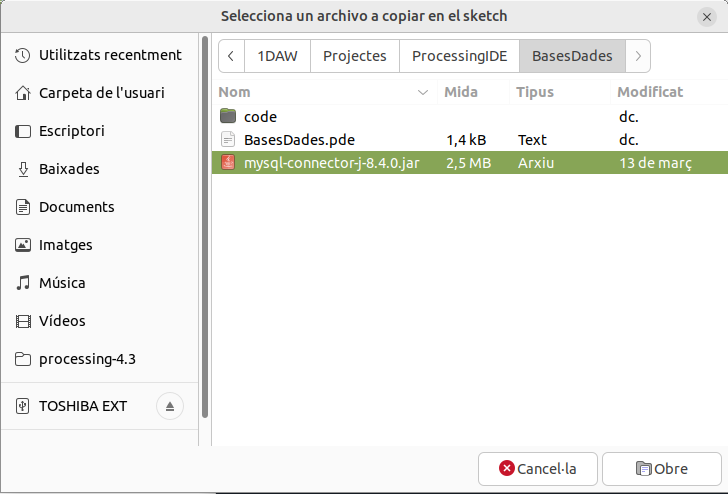 Selecciona un archivo a copiar en el sketch
Utilitzats recentment
Carpeta de l'usuari
Escriptori
Baixades
Documents
Imatges
Música
Vídeos
processing-4.3
TOSHIBA EXT
1DAW Projectes ProcessingIDE BasesDades
Nom Mida Tipus Modificat
code dc.
BasesDades.pde 1,4 kB Text dc.
mysql-connector-j-8.4.0.jar 2,5 MB Arxiu 13 de març
Cancel·la Obre